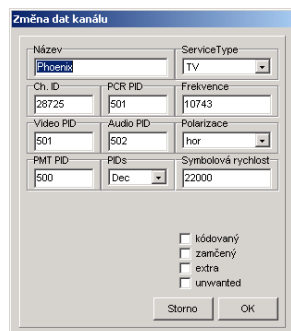 Změna dat kanálu
Název ServiceType
Phoenix TV
Ch. ID PCR PID Frekvence
28725 501 10743
Video PID Audio PID Polarizace
501 502 hor
PMT PID PIDs Symbolová rychlost
500 Dec 22000
kódovaný
zamčený
extra
unwanted
Storno OK